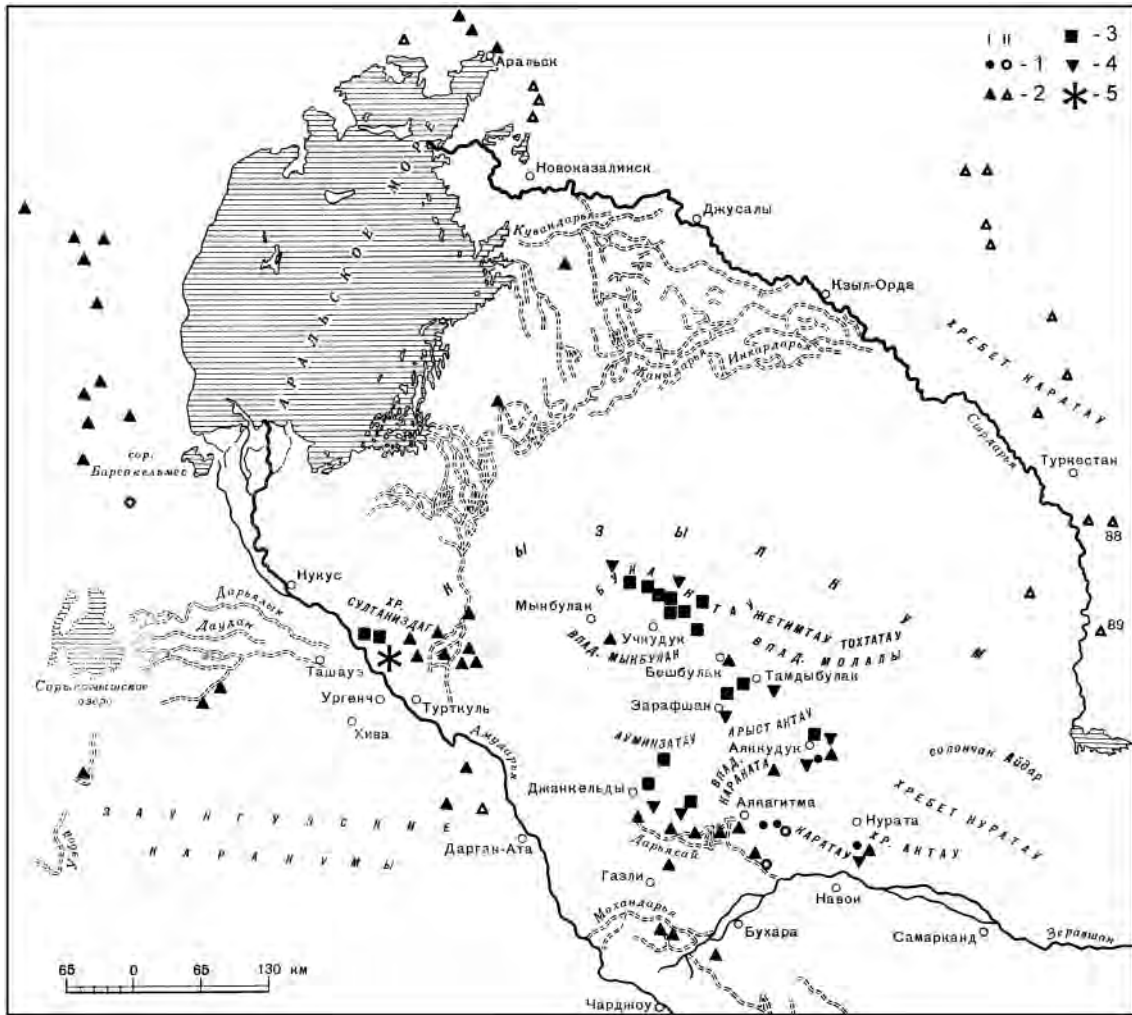 I II
- 1
- 2
- 3
- 4
- 5
Аральск
АРАЛЬСКОЕ МОРЕ
Новоказалинск
Джусалы
Кувандарья
Кзыл-Орда
Инкардарья
Жаныдарья
ХРЕБЕТ КАРАТАУ
Сырдарья
Туркестан
88
89
сор.
Барсакельмес
КЫЗЫЛКУМ
Нукус
Дарьялык
Даудан
Сарыкамышское
озеро
Ташауз
ХР.
СУЛТАНИЗДАГ
Ургенч
Турткуль
Хива
Амударья
БУКАНТАУ
Мынбулак
Учкудук
ВПАД. МЫНБУЛАК
ЖЕТИМТАУ
ТОХТАТАУ
ВПАД. МОЛАЛЫ
Бешбулак
Тамдыбулак
Зарафшан
АРЫСТАНТАУ
АУМИНЗАТАУ
Аякудук
ВПАД.
КАРАКАТА
солончак Айдар
Джанкельды
Аякагитма
ХРЕБЕТ НУРАТАУ
Нурата
КАРАТАУ
ХР. АКТАУ
Дарьясай
ЗАУНГУЗСКИЕ
КАРАКУМЫ
Узбой
Дарган-Ата
Газли
Навои
Мохандарья
Бухара
Самарканд
Зеравшан
Чарджоу
65 0 65 130 км